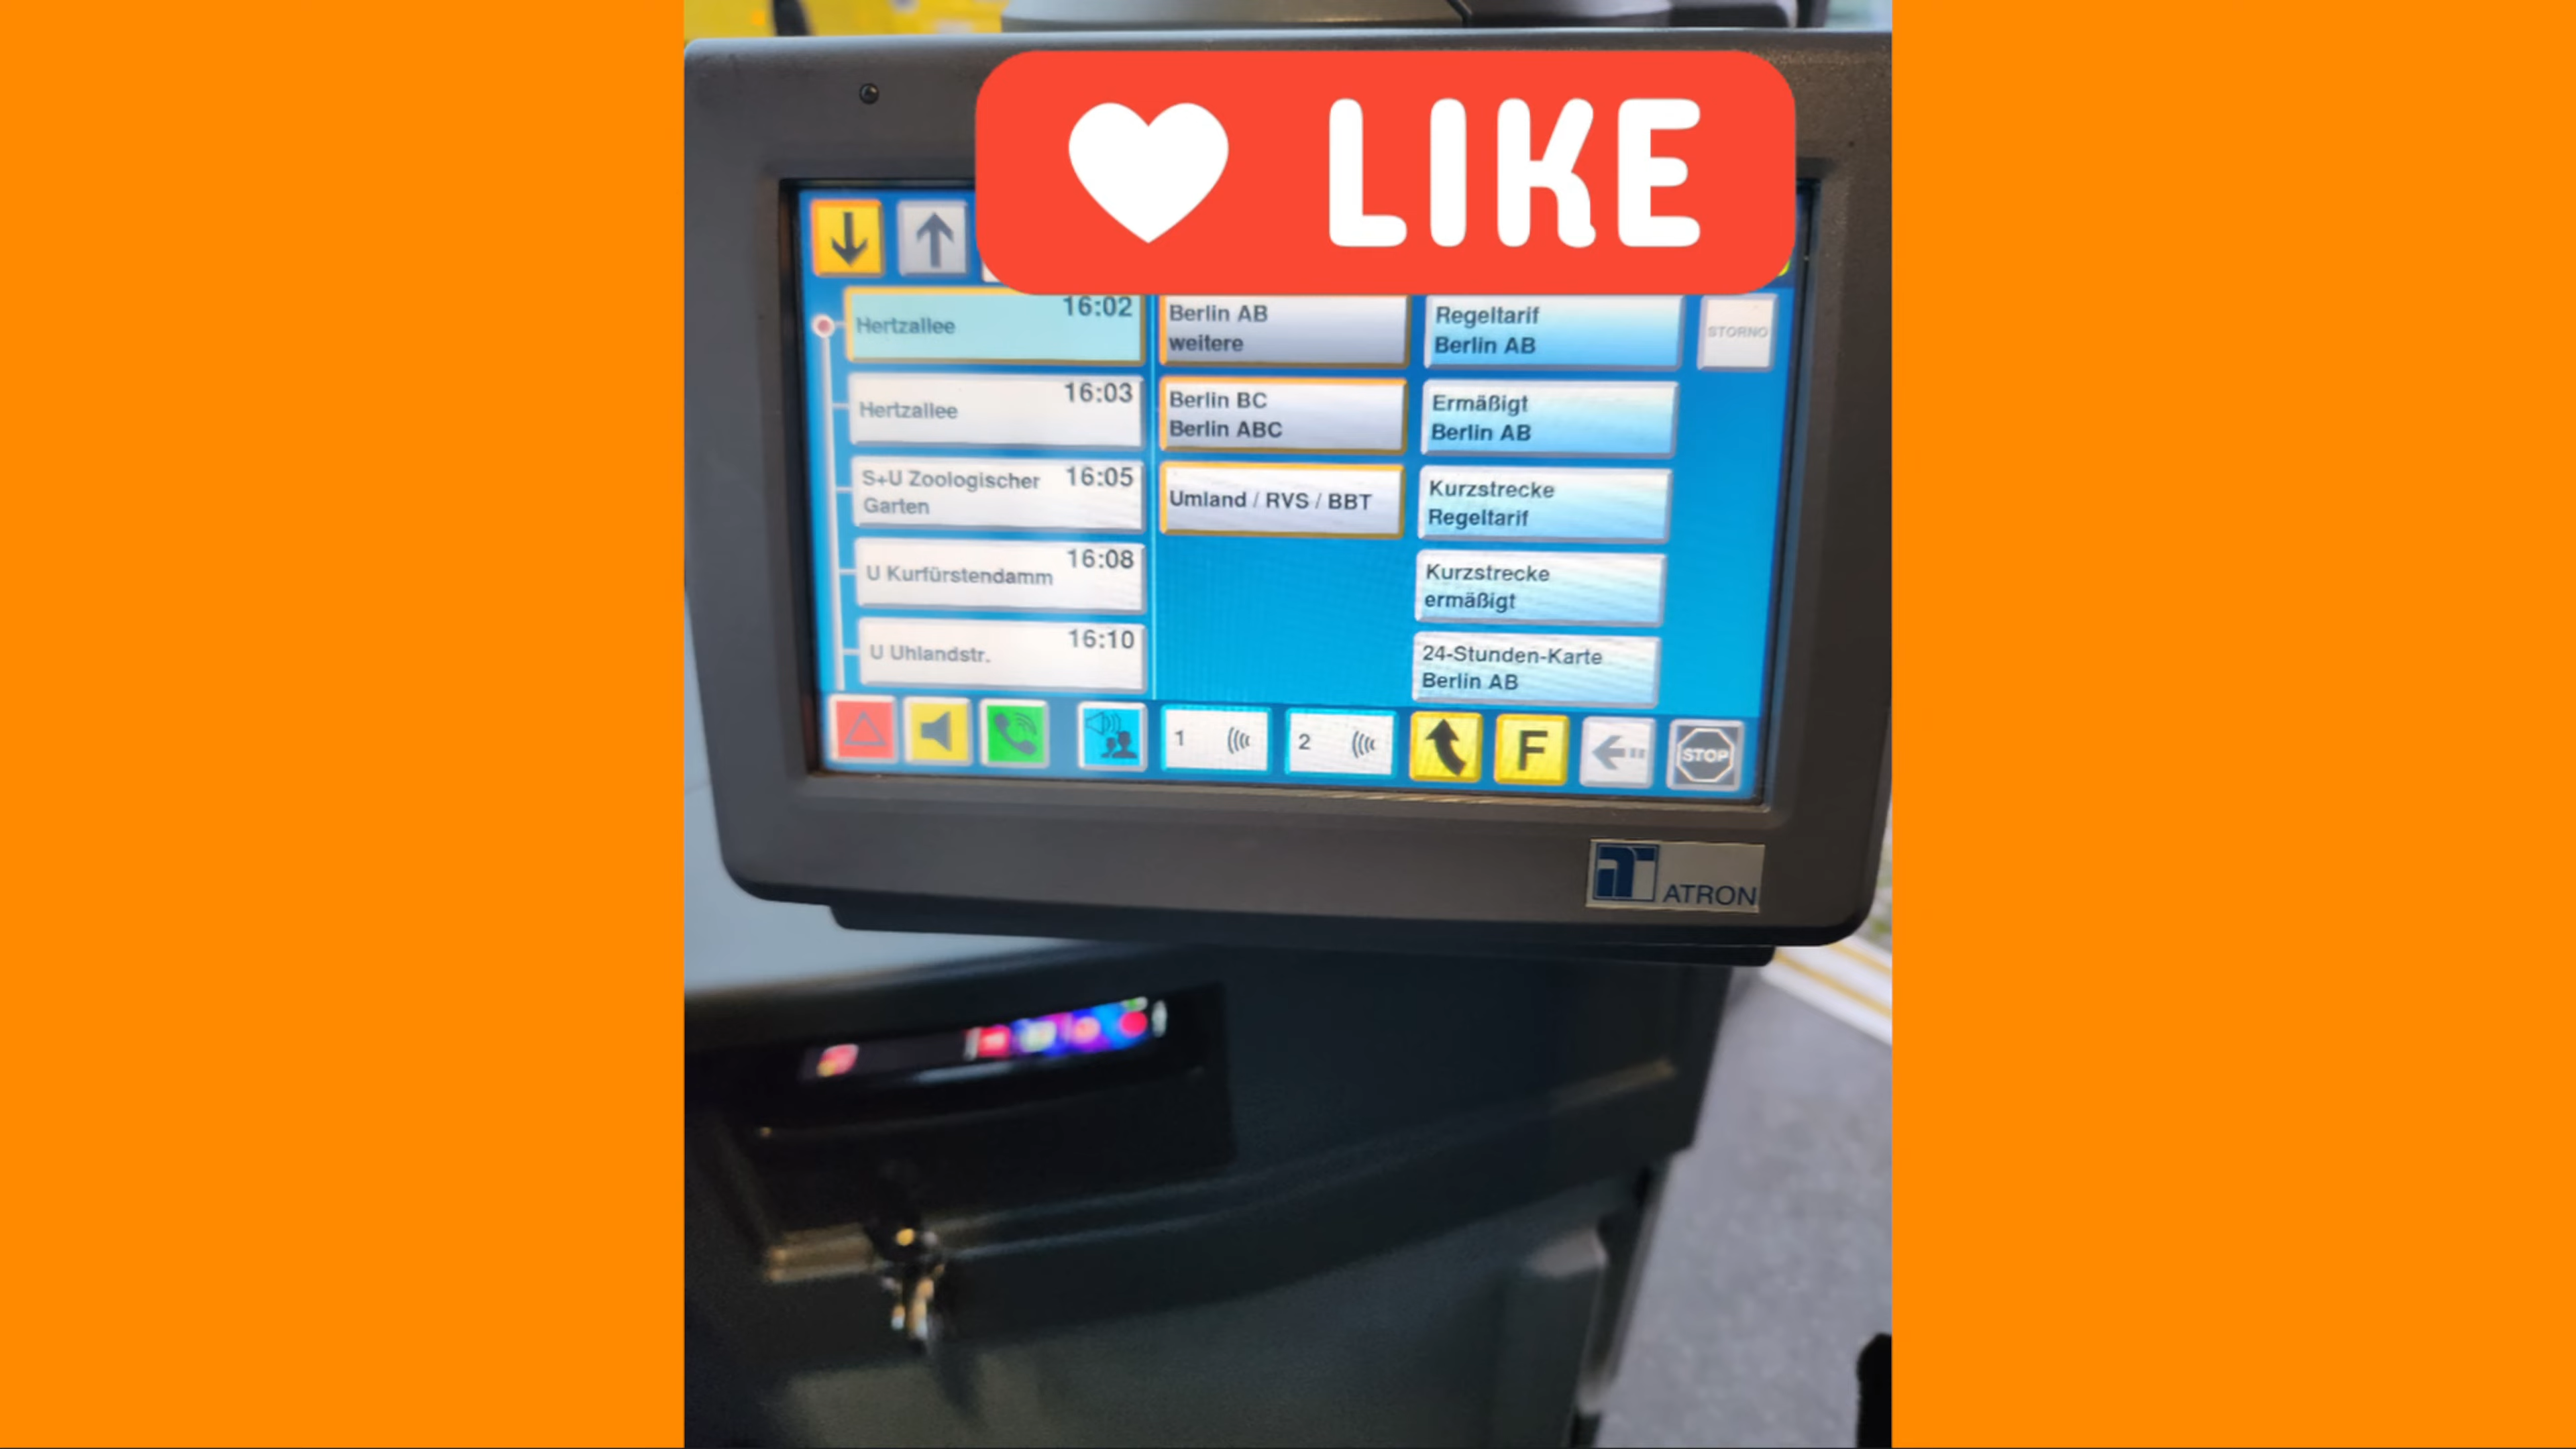 LIKE
16:02
Hertzallee
16:03
Hertzallee
S+U Zoologischer
Garten
16:05
16:08
U Kurfürstendamm
16:10
U Uhlandstr.
Berlin AB
weitere
Berlin BC
Berlin ABC
Umland / RVS / BBT
Regeltarif
Berlin AB
Ermäßigt
Berlin AB
Kurzstrecke
Regeltarif
Kurzstrecke
ermäßigt
24-Stunden-Karte
Berlin AB
STORNO
1
2
F
STOP
ATRON